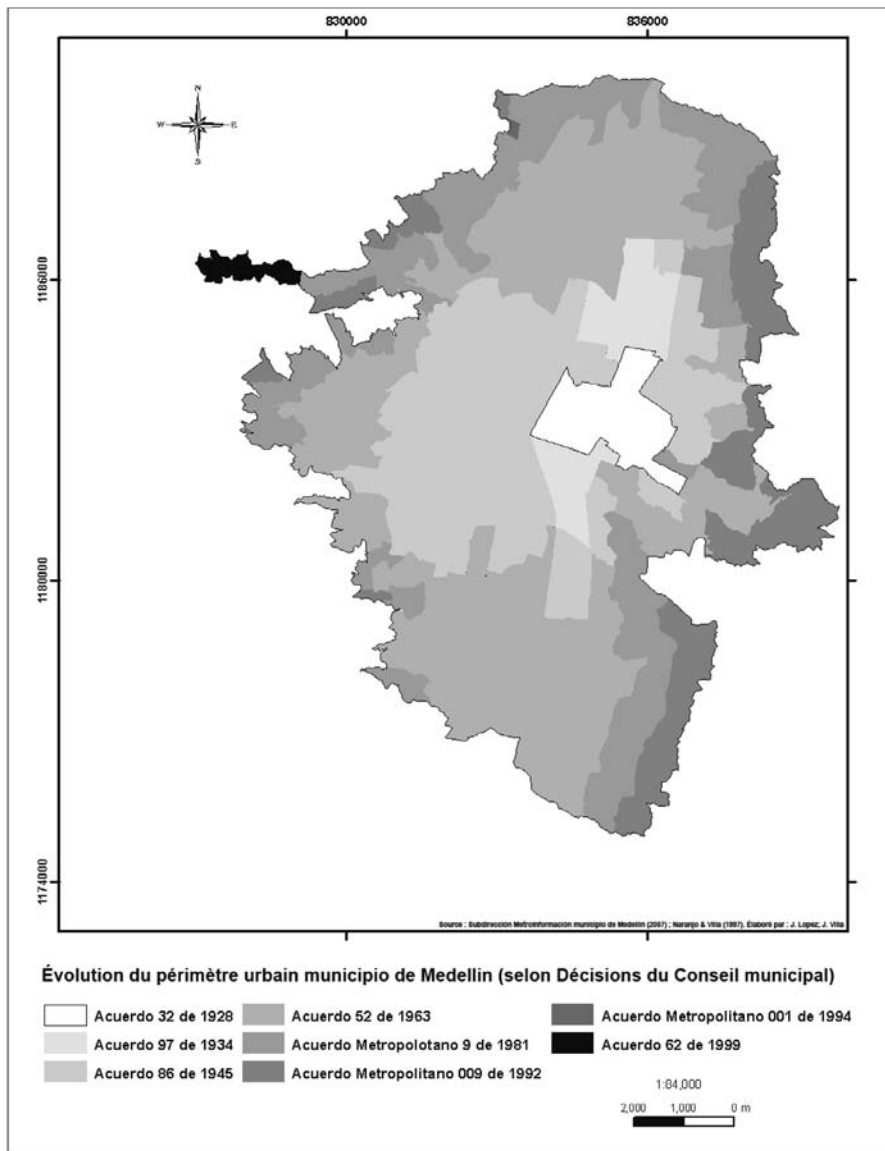 830000 836000
N
W E
S
1186000
1180000
1174000
Source : Subdirección Metroinformación municipio de Medellín (2007) ; Naranjo & Villa (1997). Élaboré par : J. Lopez; J. Villa
Évolution du périmètre urbain municipio de Medellin (selon Décisions du Conseil municipal)
Acuerdo 32 de 1928 Acuerdo 52 de 1963 Acuerdo Metropolitano 001 de 1994
Acuerdo 97 de 1934 Acuerdo Metropolotano 9 de 1981 Acuerdo 62 de 1999
Acuerdo 86 de 1945 Acuerdo Metropolitano 009 de 1992
1:84,000
2,000 1,000 0 m